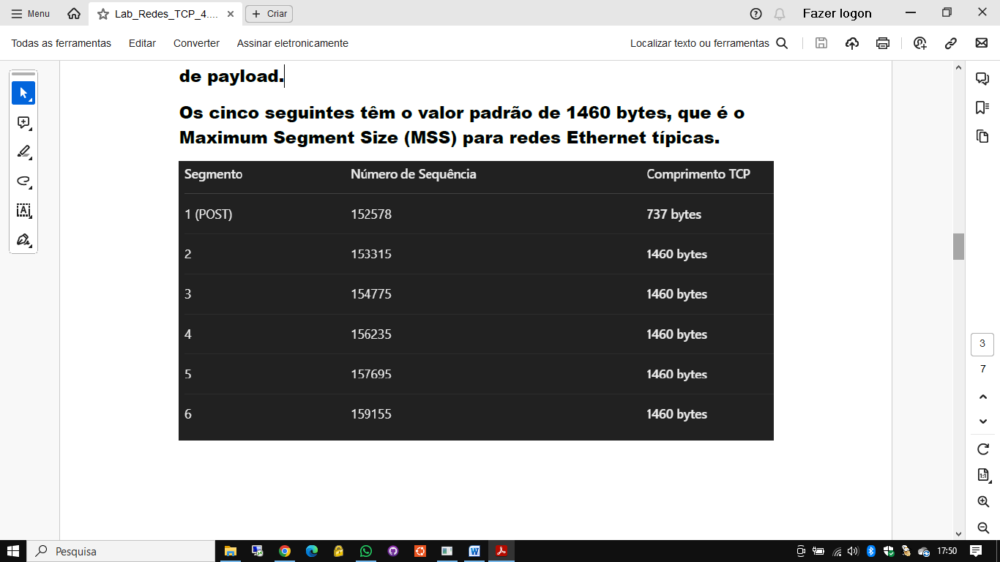 Menu
Lab_Redes_TCP_4....
Criar
Fazer logon
Todas as ferramentas
Editar
Converter
Assinar eletronicamente
Localizar texto ou ferramentas
de payload.
Os cinco seguintes têm o valor padrão de 1460 bytes, que é o
Maximum Segment Size (MSS) para redes Ethernet típicas.
Segmento Número de Sequência Comprimento TCP
1 (POST) 152578 737 bytes
2 153315 1460 bytes
3 154775 1460 bytes
4 156235 1460 bytes
5 157695 1460 bytes
6 159155 1460 bytes
3
7
1:1
Pesquisa
17:50